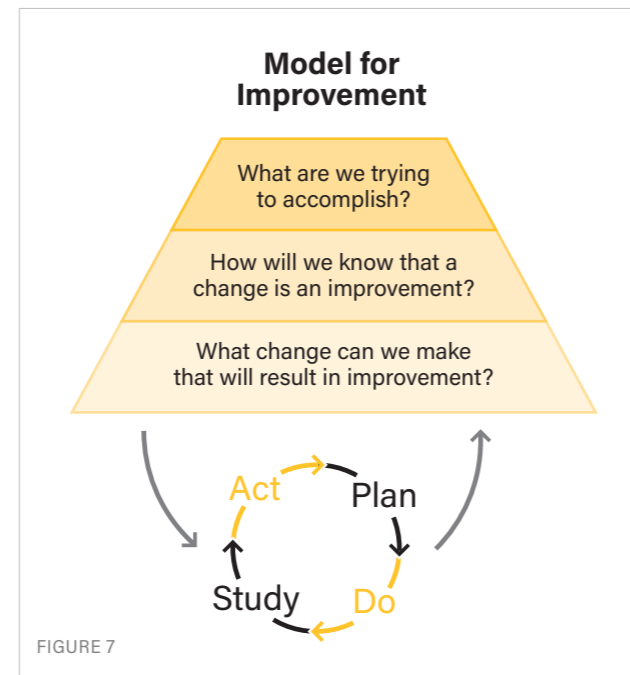 Model for
Improvement
What are we trying
to accomplish?
How will we know that a
change is an improvement?
What change can we make
that will result in improvement?
Act
Plan
Study
Do
FIGURE 7